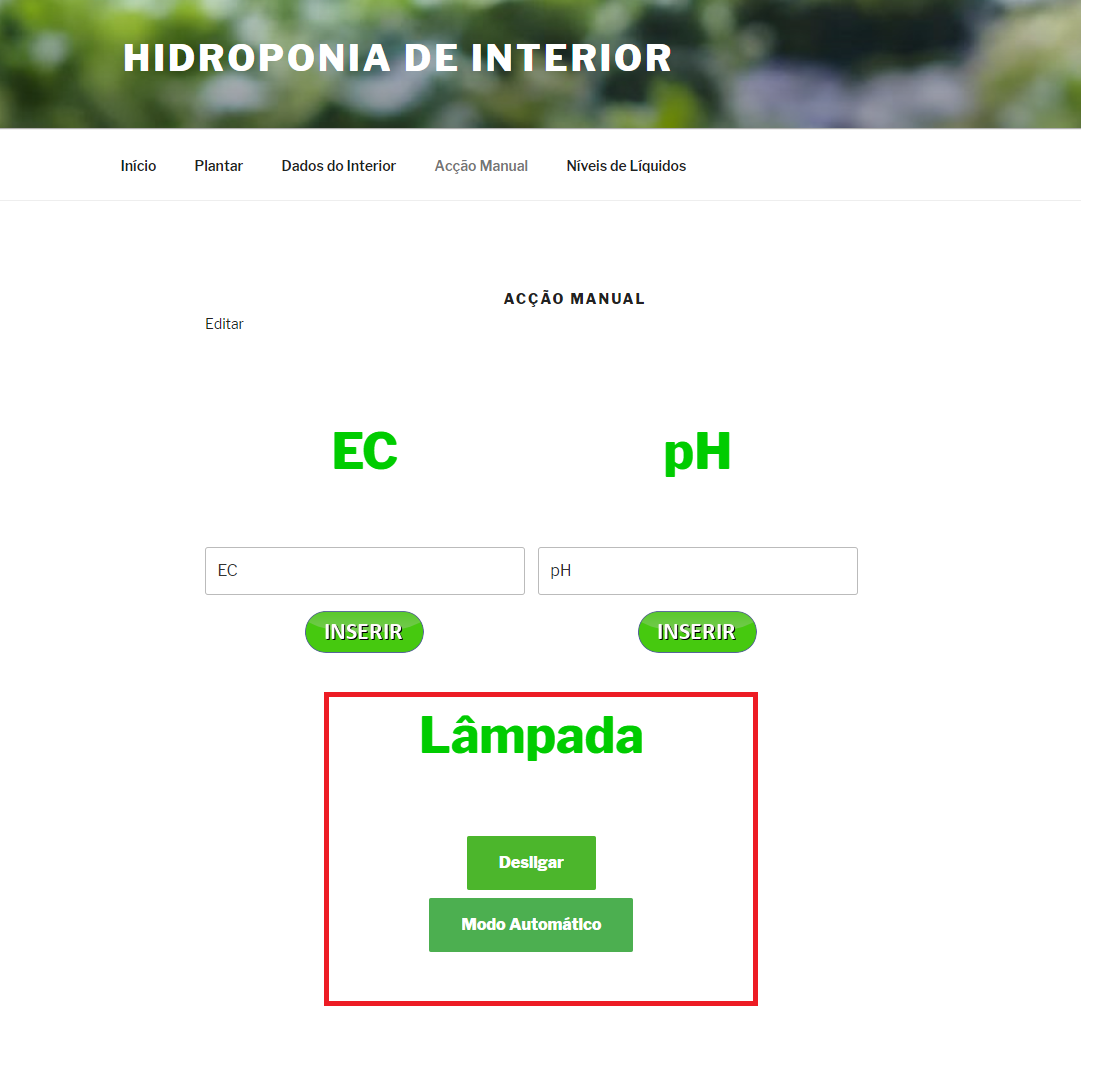 HIDROPONIA DE INTERIOR
Início Plantar Dados do Interior Acção Manual Níveis de Líquidos
ACÇÃO MANUAL
Editar
EC pH
EC pH
INSERIR INSERIR
Lâmpada
Desligar
Modo Automático